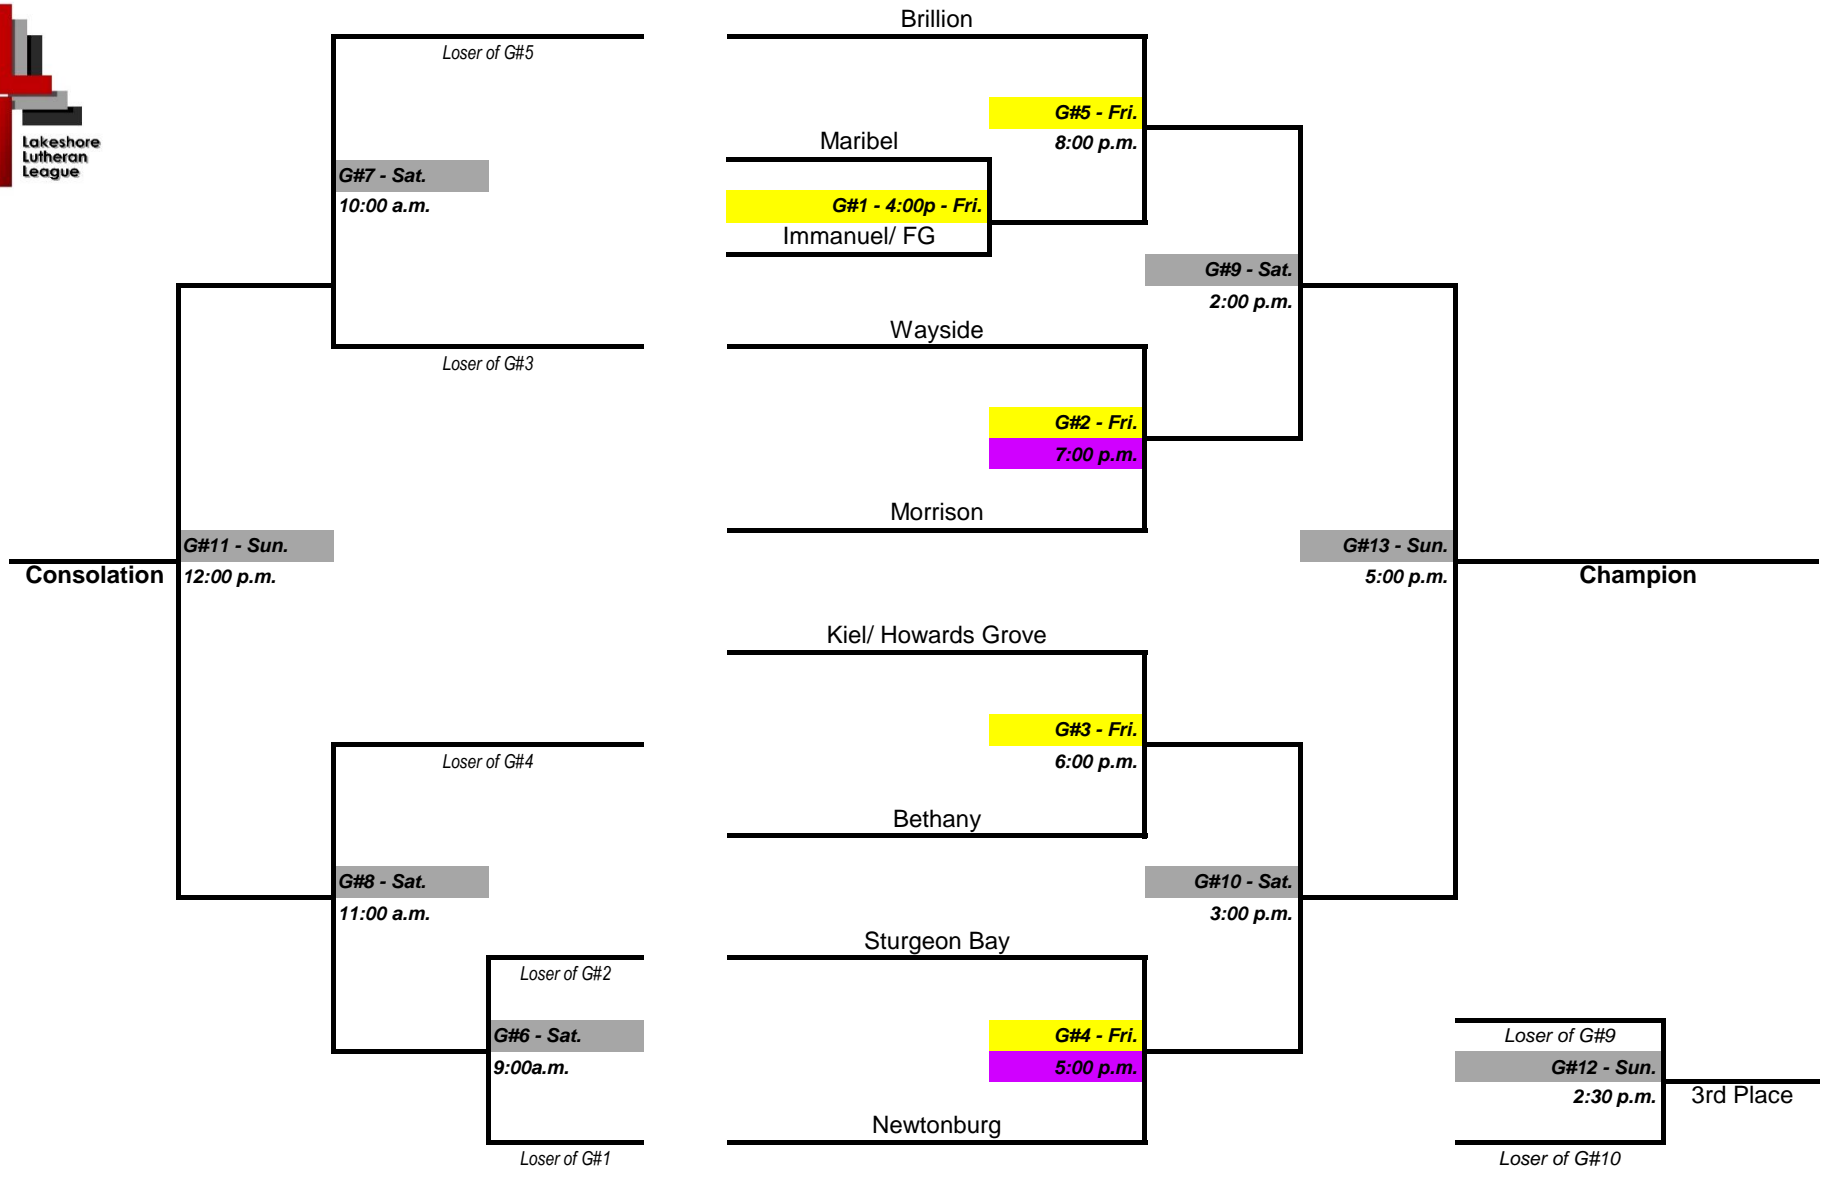 Brillion
Loser of G#5
G#5 - Fri.
8:00 p.m.
Maribel
Lakeshore
Lutheran
League
G#7 - Sat.
10:00 a.m.
G#1 - 4:00p - Fri.
Immanuel/ FG
G#9 - Sat.
2:00 p.m.
Wayside
Loser of G#3
G#2 - Fri.
7:00 p.m.
Morrison
G#11 - Sun.
12:00 p.m.
Consolation
G#13 - Sun.
5:00 p.m.
Champion
Kiel/ Howards Grove
G#3 - Fri.
6:00 p.m.
Loser of G#4
Bethany
G#8 - Sat.
11:00 a.m.
G#10 - Sat.
3:00 p.m.
Sturgeon Bay
Loser of G#2
G#6 - Sat.
9:00a.m.
G#4 - Fri.
5:00 p.m.
Loser of G#9
G#12 - Sun.
2:30 p.m.
3rd Place
Newtonburg
Loser of G#1
Loser of G#10